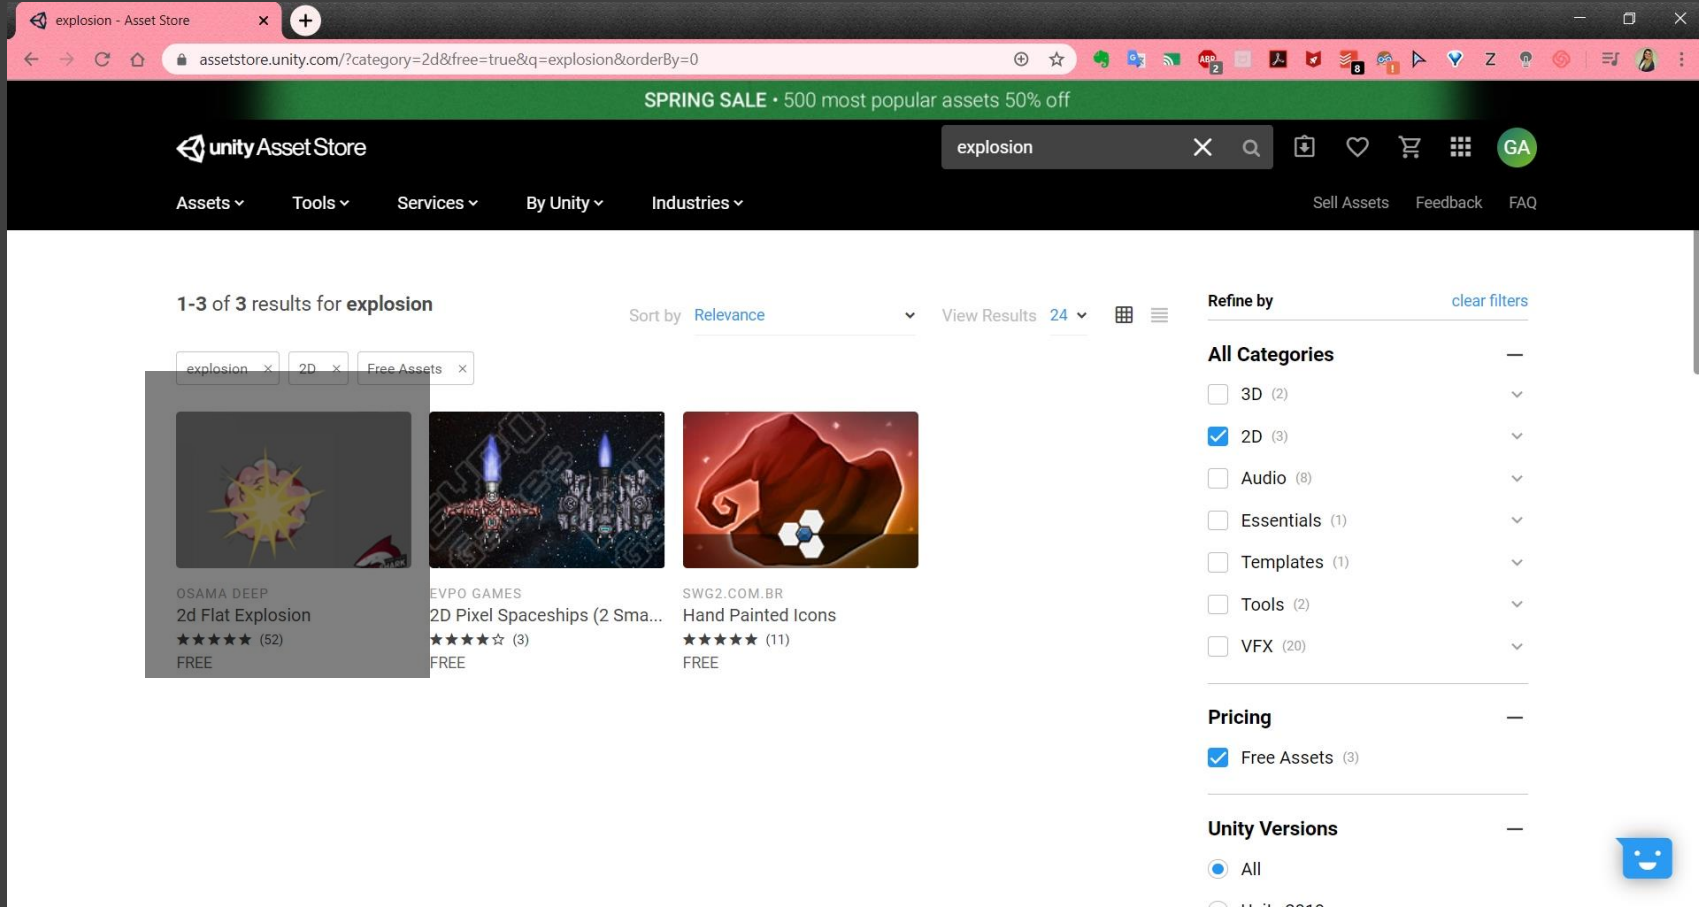 explosion - Asset Store
assetstore.unity.com/?category=2d&free=true&q=explosion&orderBy=0
ABP
2
8
!
Z
SPRING SALE • 500 most popular assets 50% off
unity Asset Store
explosion
GA
Assets
Tools
Services
By Unity
Industries
Sell Assets
Feedback
FAQ
1-3 of 3 results for explosion
Sort by Relevance
View Results 24
explosion ×
2D ×
Free Assets ×
OSAMA DEEP
2d Flat Explosion
★★★★★ (52)
FREE
EVPO GAMES
2D Pixel Spaceships (2 Sma...
★★★★☆ (3)
FREE
SWG2.COM.BR
Hand Painted Icons
★★★★★ (11)
FREE
Refine by
clear filters
All Categories
3D (2)
2D (3)
Audio (8)
Essentials (1)
Templates (1)
Tools (2)
VFX (20)
Pricing
Free Assets (3)
Unity Versions
All